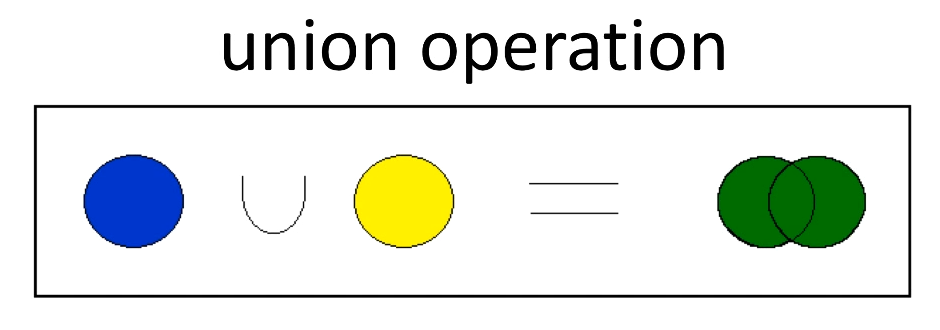 union operation
∪ =